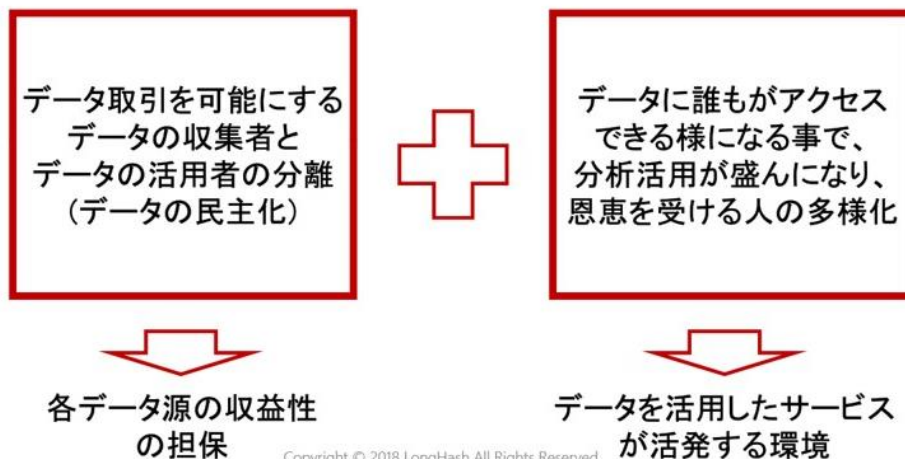 データ取引を可能にする
データの収集者と
データの活用者の分離
(データの民主化)
データに誰もがアクセス
できる様になる事で、
分析活用が盛んになり、
恩恵を受ける人の多様化
各データ源の収益性
の担保
データを活用したサービス
が活発する環境
Copyright © 2018 LongHash All Rights Reserved